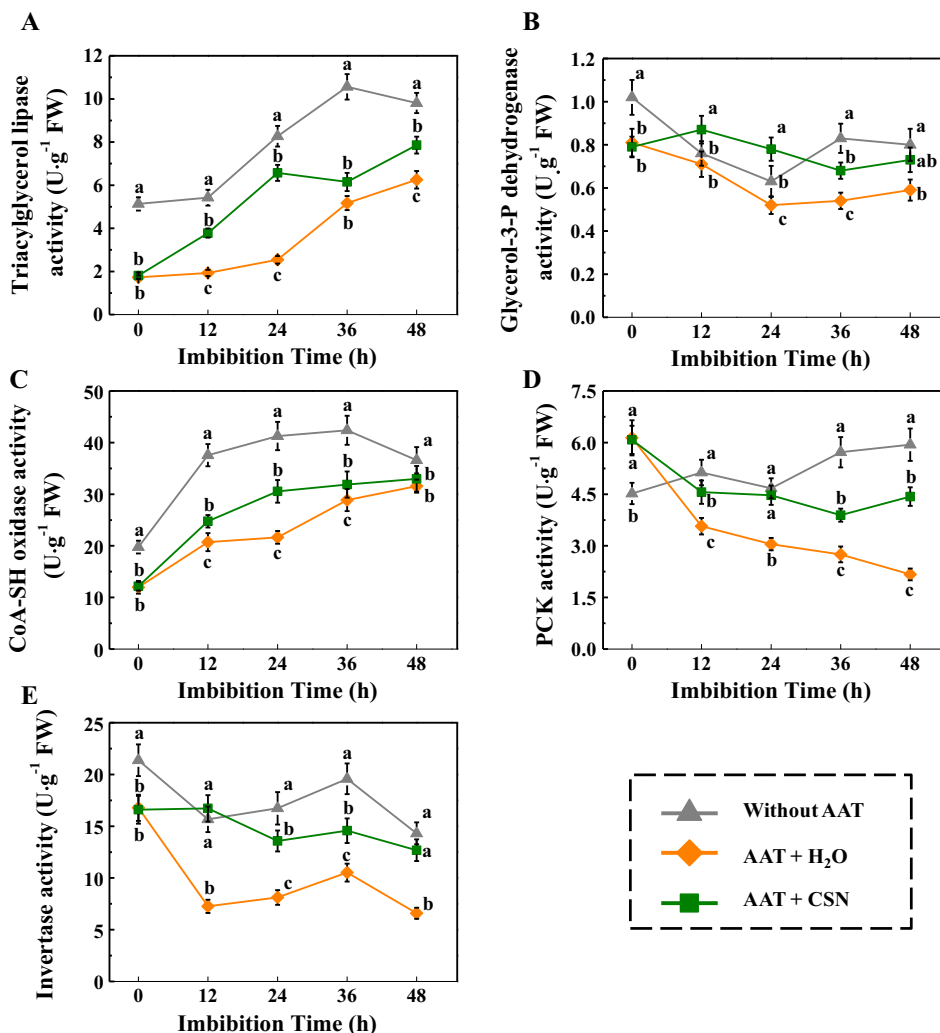 A
Triacylglycerol lipase
activity (U·g⁻¹ FW)
12
10
8
6
4
2
0
a
a
a
a
a
b
b
b
b
b
b
c
c
b
c
0 12 24 36 48
Imbibition Time (h)
B
Glycerol-3-P dehydrogenase
activity (U.g⁻¹ FW)
1.2
1.0
0.8
0.6
0.4
0.2
0.0
a
a
a
a
a
b
b
b
b
ab
b
b
c
c
b
0 12 24 36 48
Imbibition Time (h)
C
CoA-SH oxidase activity
(U·g⁻¹ FW)
50
40
30
20
10
0
a
a
a
a
a
b
b
b
b
b
b
c
c
c
b
0 12 24 36 48
Imbibition Time (h)
D
PCK activity (U·g⁻¹ FW)
7.5
6.0
4.5
3.0
1.5
0.0
a
a
a
a
a
a
b
a
b
b
b
c
b
c
c
0 12 24 36 48
Imbibition Time (h)
E
Invertase activity (U·g⁻¹ FW)
25
20
15
10
5
0
a
a
a
a
a
b
a
b
b
a
b
b
c
c
b
0 12 24 36 48
Imbibition Time (h)
Without AAT
AAT + H₂O
AAT + CSN